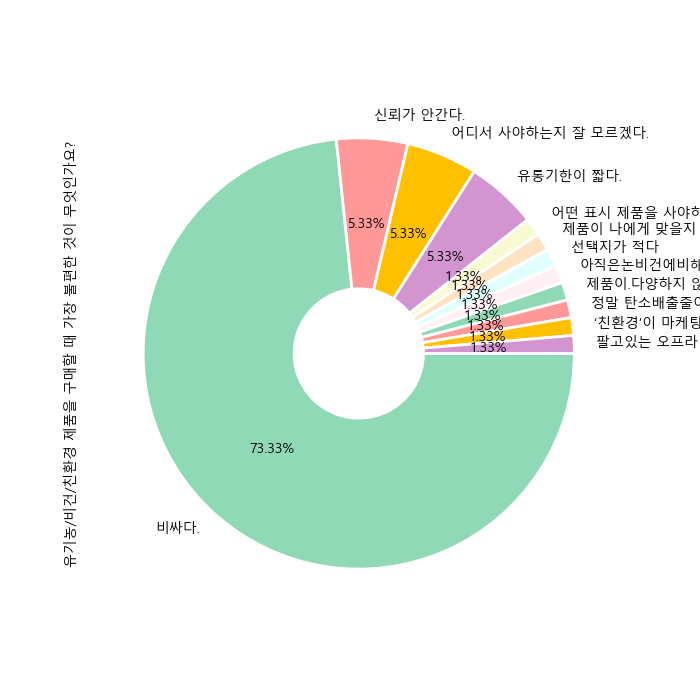 유기농/비건/친환경 제품을 구매할 때 가장 불편한 것이 무엇인가요?
신뢰가 안간다.
어디서 사야하는지 잘 모르겠다.
유통기한이 짧다.
어떤 표시 제품을 사야하
제품이 나에게 맞을지
선택지가 적다
아직은논비건에비해
제품이.다양하지 않
정말 탄소배출줄이
‘친환경’이 마케팅
팔고있는 오프라
비싸다.
5.33%
5.33%
5.33%
1.33%
1.33%
1.33%
1.33%
1.33%
1.33%
1.33%
1.33%
73.33%